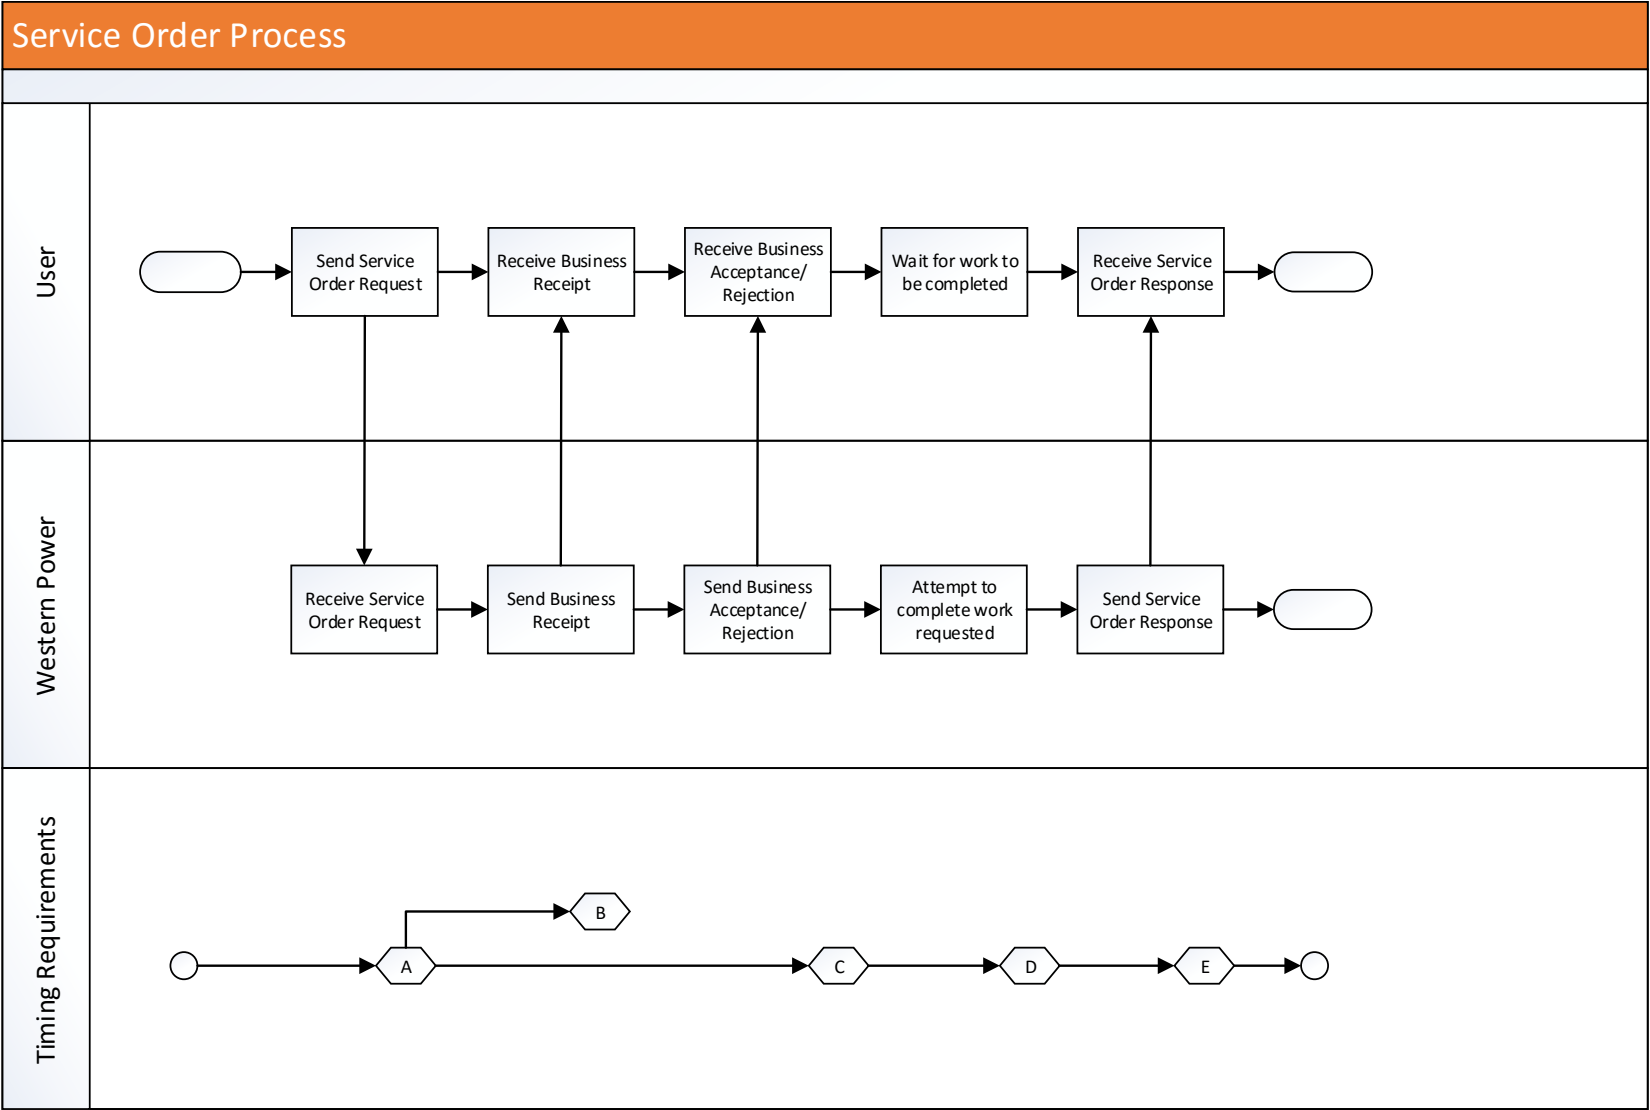 Service Order Process
User
Send Service
Order Request
Receive Business
Receipt
Receive Business
Acceptance/
Rejection
Wait for work to
be completed
Receive Service
Order Response
Western Power
Receive Service
Order Request
Send Business
Receipt
Send Business
Acceptance/
Rejection
Attempt to
complete work
requested
Send Service
Order Response
Timing Requirements
B
A
C
D
E